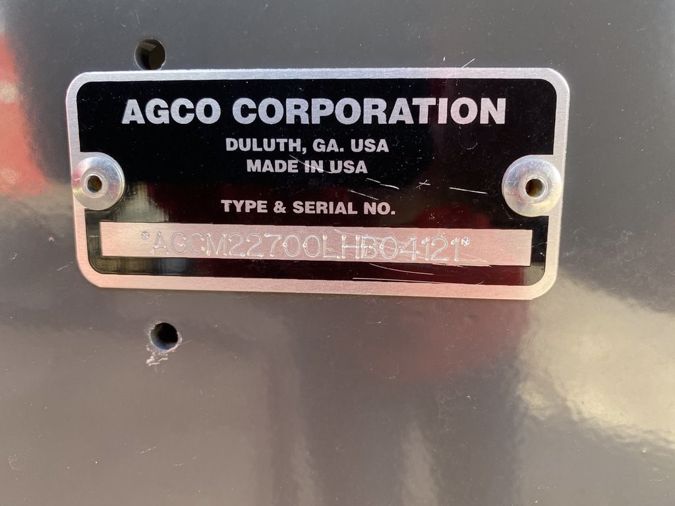 AGCO CORPORATION
DULUTH, GA. USA
MADE IN USA
TYPE & SERIAL NO.
*AGCM22700LHB04121*